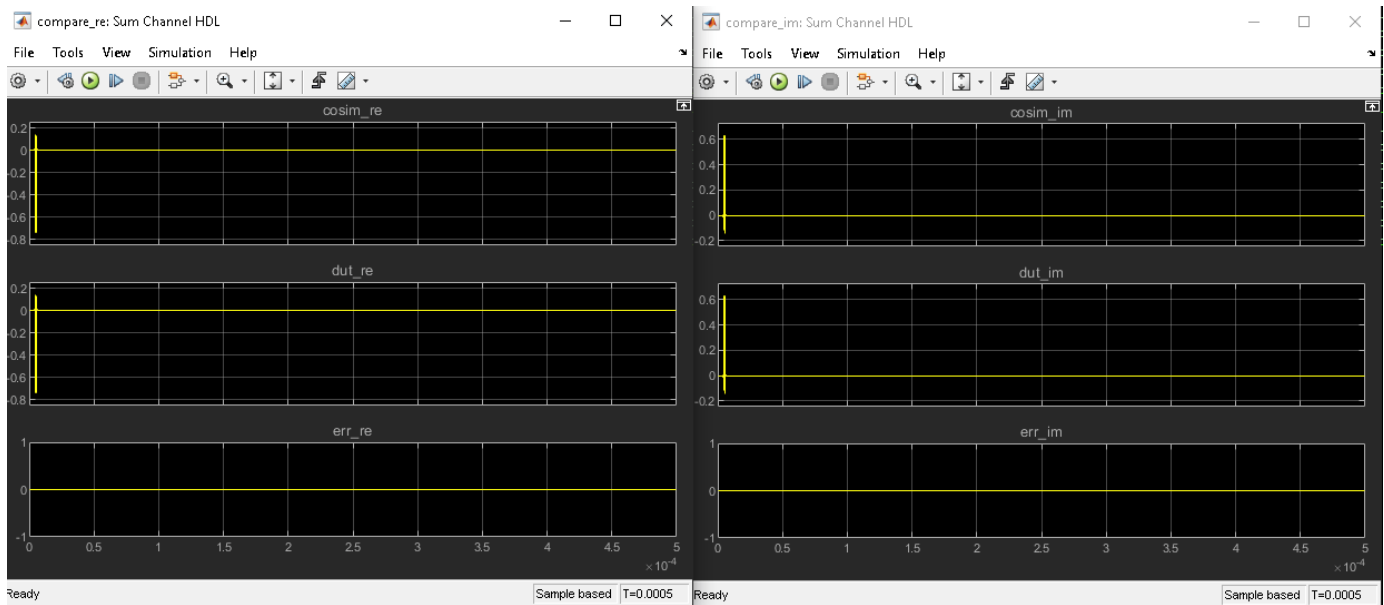 compare_re: Sum Channel HDL
File Tools View Simulation Help
cosim_re
0.2
0
-0.2
-0.4
-0.6
-0.8
dut_re
0.2
0
-0.2
-0.4
-0.6
-0.8
err_re
1
0
-1
0 0.5 1 1.5 2 2.5 3 3.5 4 4.5 5
×10-4
Ready Sample based T=0.0005
compare_im: Sum Channel HDL
File Tools View Simulation Help
cosim_im
0.6
0.4
0.2
0
-0.2
dut_im
0.6
0.4
0.2
0
-0.2
err_im
1
0
-1
0 0.5 1 1.5 2 2.5 3 3.5 4 4.5 5
×10-4
Ready Sample based T=0.0005